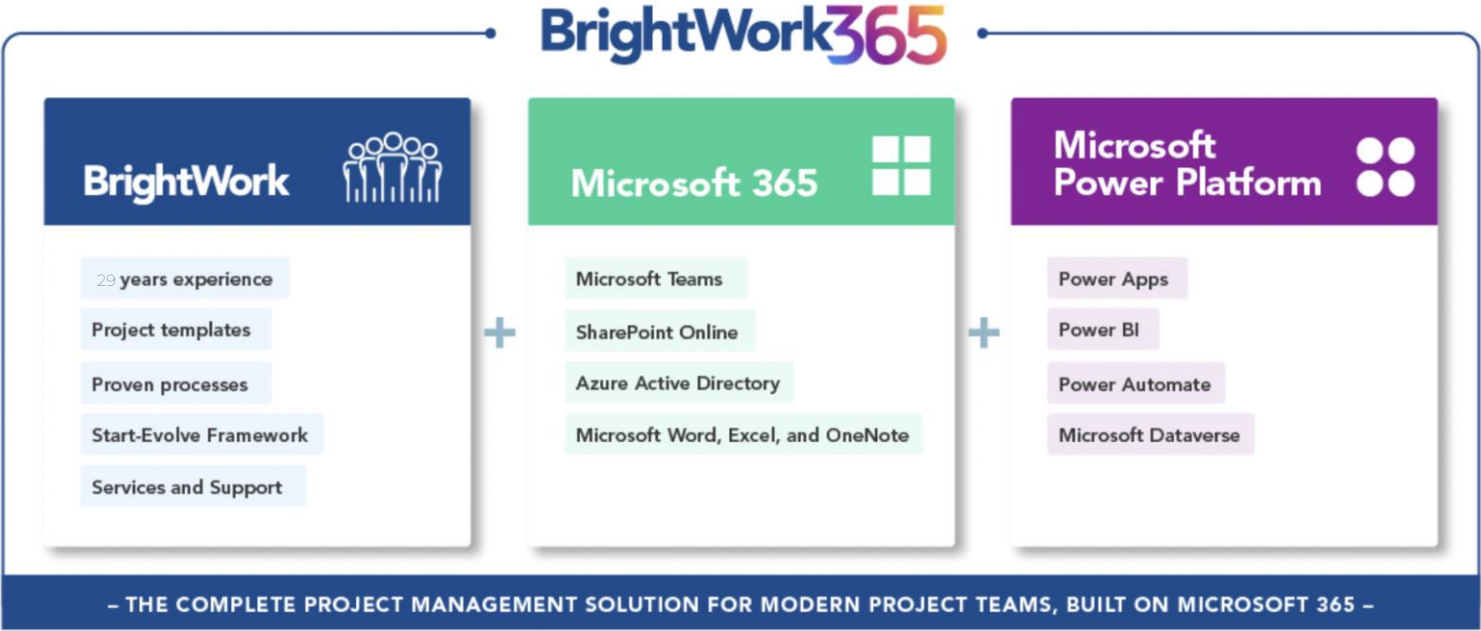 BrightWork365
BrightWork
29 years experience
Project templates
Proven processes
Start-Evolve Framework
Services and Support
+
Microsoft 365
Microsoft Teams
SharePoint Online
Azure Active Directory
Microsoft Word, Excel, and OneNote
+
Microsoft
Power Platform
Power Apps
Power BI
Power Automate
Microsoft Dataverse
– THE COMPLETE PROJECT MANAGEMENT SOLUTION FOR MODERN PROJECT TEAMS, BUILT ON MICROSOFT 365 –